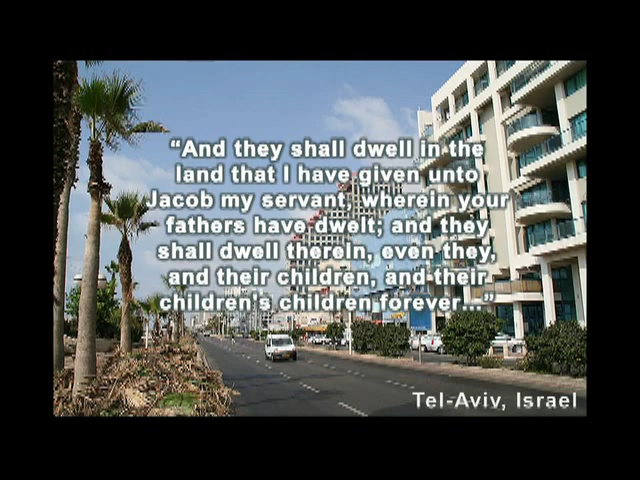 “And they shall dwell in the
land that I have given unto
Jacob my servant, wherein your
fathers have dwelt; and they
shall dwell therein, even they,
and their children, and their
children's children forever...”
Tel-Aviv, Israel